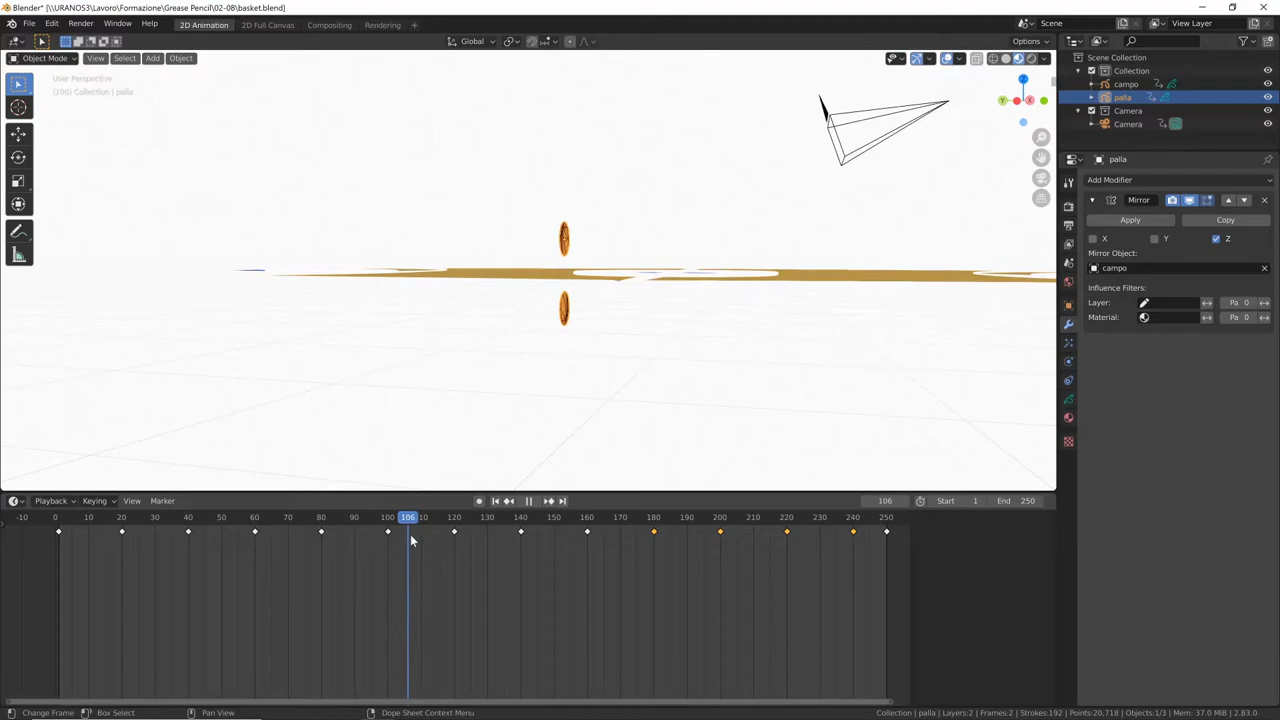 Blender* [\\URANOS3\Lavoro\Formazione\Grease Pencil\02-08\basket.blend]
File Edit Render Window Help 2D Animation 2D Full Canvas Compositing Rendering + Scene View Layer
Global Options
Object Mode View Select Add Object
User Perspective
(106) Collection | palla
Z
Y X
Scene Collection
Collection
campo
palla
Camera
Camera
palla
Add Modifier
Mirror
Apply Copy
X Y Z
Mirror Object:
campo
Influence Filters:
Layer: Pa 0
Material: Pa 0
Playback Keying View Marker 106 Start 1 End 250
-10 0 10 20 30 40 50 60 70 80 90 100 106 10 120 130 140 150 160 170 180 190 200 210 220 230 240 250
Change Frame Box Select Pan View Dope Sheet Context Menu Collection | palla | Layers:2 | Frames:2 | Strokes:192 | Points:20,718 | Objects:1/3 | Mem: 37.0 MiB | 2.83.0